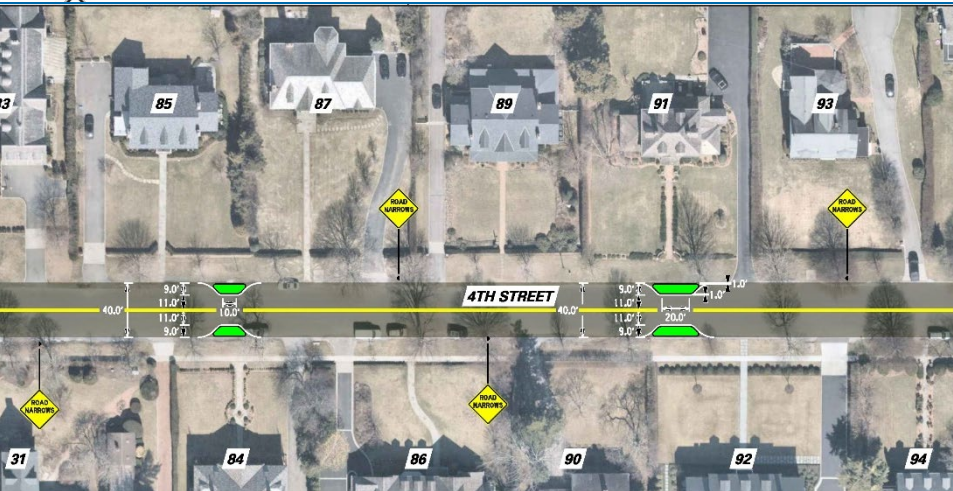 85
87
89
91
93
ROAD
NARROWS
ROAD
NARROWS
4TH STREET
40.0'
9.0'
11.0'
11.0'
9.0'
10.0'
40.0'
9.0'
11.0'
11.0'
9.0'
20.0'
1.0'
1.0'
ROAD
NARROWS
ROAD
NARROWS
31
84
86
90
92
94